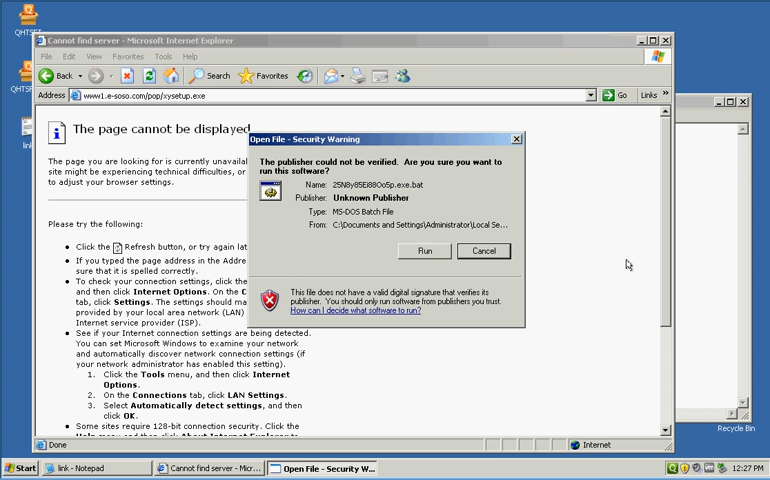 QHTSET
Cannot find server - Microsoft Internet Explorer
File Edit View Favorites Tools Help
Back Search Favorites
Address www1.e-soso.com/pop/xysetup.exe Go Links »
The page cannot be displayed
The page you are looking for is currently unavailab
site might be experiencing technical difficulties, or
to adjust your browser settings.
Please try the following:
Click the Refresh button, or try again lat
If you typed the page address in the Addre
sure that it is spelled correctly.
To check your connection settings, click the
and then click Internet Options. On the C
tab, click Settings. The settings should ma
provided by your local area network (LAN)
Internet service provider (ISP).
See if your Internet connection settings are being detected.
You can set Microsoft Windows to examine your network
and automatically discover network connection settings (if
your network administrator has enabled this setting).
1. Click the Tools menu, and then click Internet
Options.
2. On the Connections tab, click LAN Settings.
3. Select Automatically detect settings, and then
click OK.
Some sites require 128-bit connection security. Click the
Help menu and then click About Internet Explorer to
Open File - Security Warning
The publisher could not be verified. Are you sure you want to
run this software?
Name: 25N8y85Ei88Oo5p.exe.bat
Publisher: Unknown Publisher
Type: MS-DOS Batch File
From: C:\Documents and Settings\Administrator\Local Se...
Run Cancel
This file does not have a valid digital signature that verifies its
publisher. You should only run software from publishers you trust.
How can I decide what software to run?
Done Internet
Recycle Bin
Start link - Notepad Cannot find server - Micr... Open File - Security W... 12:27 PM